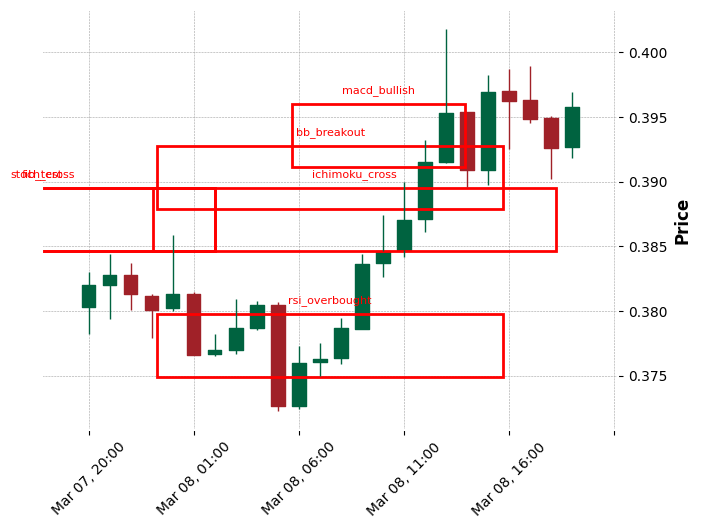 0.400
macd_bullish
0.395
bb_breakout
stoch_cross
ichimoku_cross
0.390
Price
0.385
rsi_overbought
0.380
0.375
Mar 07, 20:00
Mar 08, 01:00
Mar 08, 06:00
Mar 08, 11:00
Mar 08, 16:00